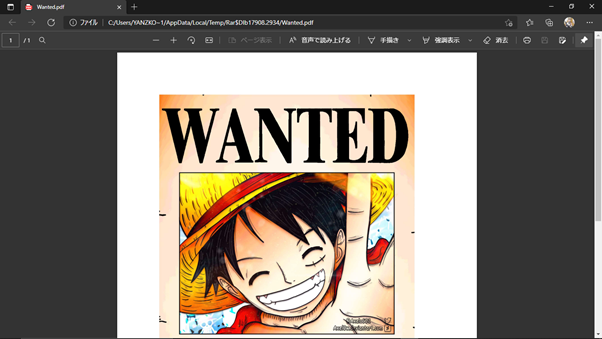 Wanted.pdf
ファイル | C:/Users/YANZKO~1/AppData/Local/Temp/Rar$DIb17908.2934/Wanted.pdf
1 / 1 ページ表示 音声で読み上げる 手描き 強調表示 消去
WANTED